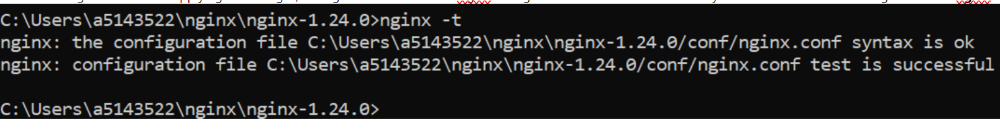 C:\Users\a5143522\nginx\nginx-1.24.0>nginx -t
nginx: the configuration file C:\Users\a5143522\nginx\nginx-1.24.0/conf/nginx.conf syntax is ok
nginx: configuration file C:\Users\a5143522\nginx\nginx-1.24.0/conf/nginx.conf test is successful
C:\Users\a5143522\nginx\nginx-1.24.0>